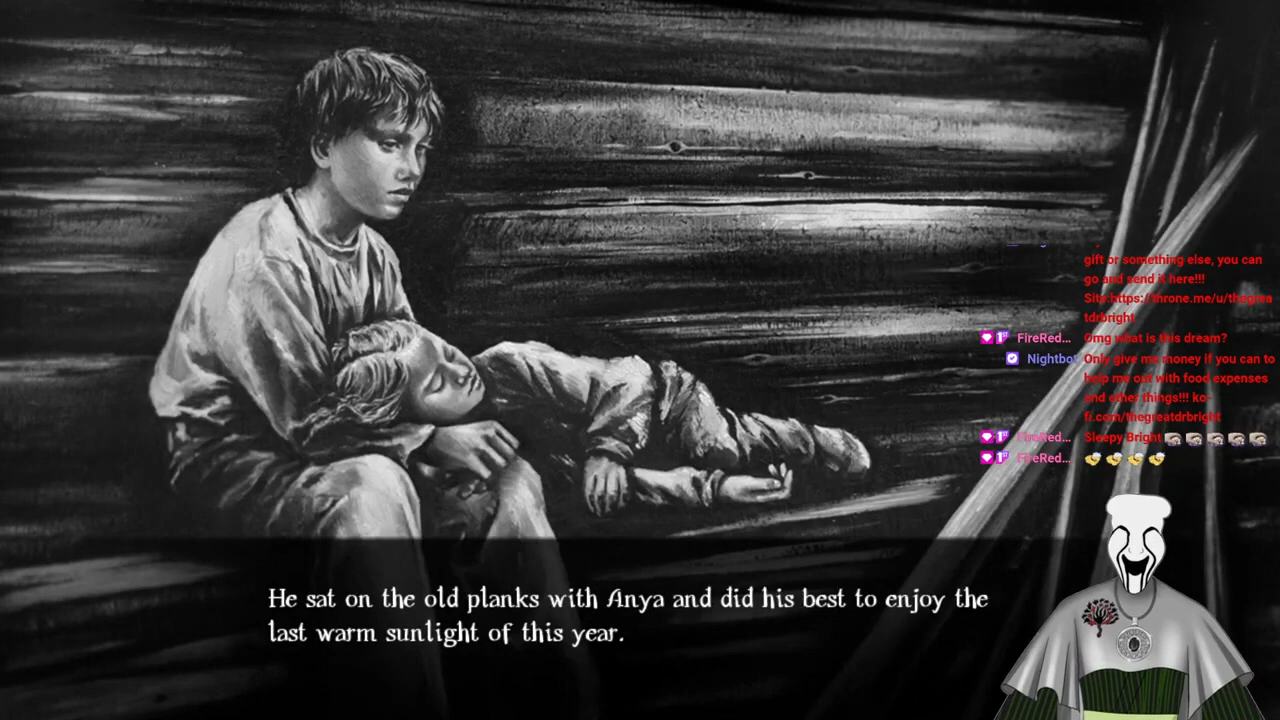 gift or something else, you can
go and send it here!!!
Site:https://throne.me/u/thegrea
tdrbright
FireRed... Omg what is this dream?
Nightbot Only give me money if you can to
help me out with food expenses
and other things!!! ko-
fi.com/thegreatdrbright
FireRed... Sleepy Bright
FireRed...
He sat on the old planks with Anya and did his best to enjoy the
last warm sunlight of this year.